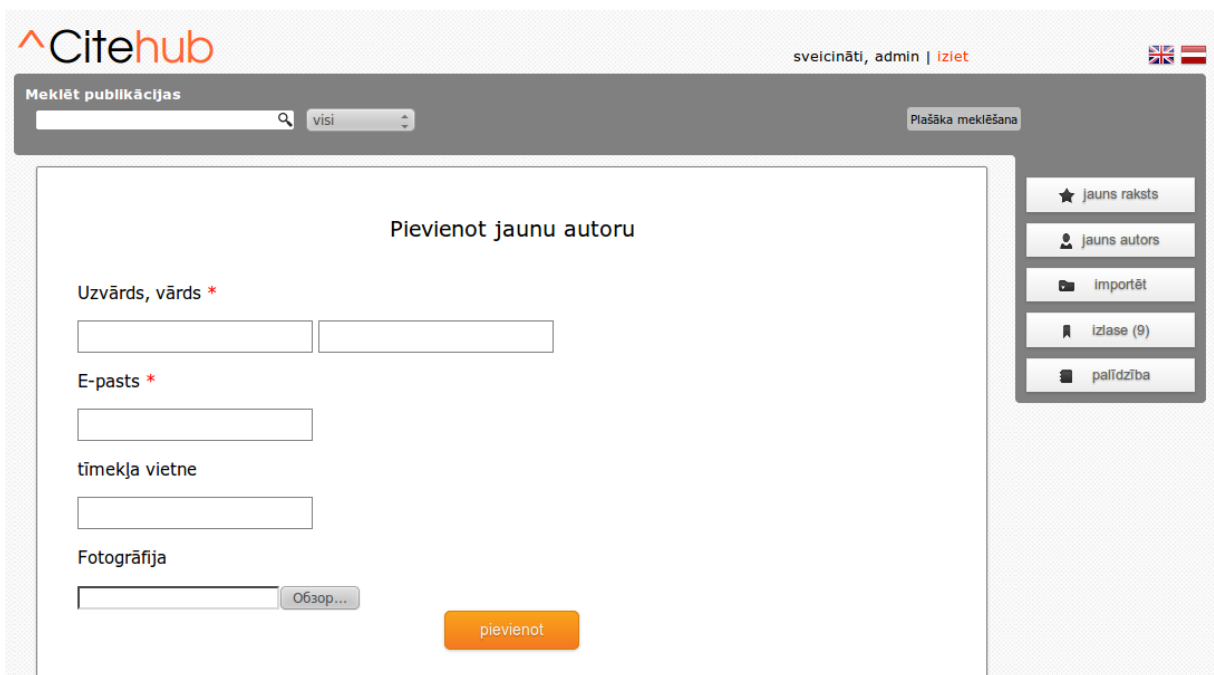 ^Citehub
sveicināti, admin | iziet
Meklēt publikācijas
visi
Plašāka meklēšana
jauns raksts
jauns autors
importēt
izlase (9)
palīdzība
Pievienot jaunu autoru
Uzvārds, vārds *
E-pasts *
tīmekļa vietne
Fotogrāfija
Обзор...
pievienot